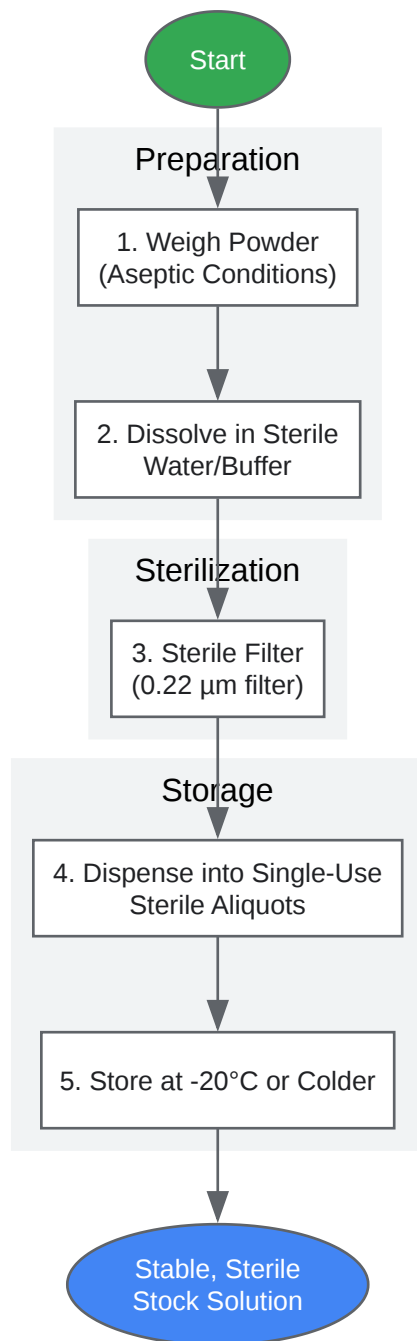 Start
Preparation
1. Weigh Powder
(Aseptic Conditions)
2. Dissolve in Sterile
Water/Buffer
Sterilization
3. Sterile Filter
(0.22 µm filter)
Storage
4. Dispense into Single-Use
Sterile Aliquots
5. Store at -20°C or Colder
Stable, Sterile
Stock Solution